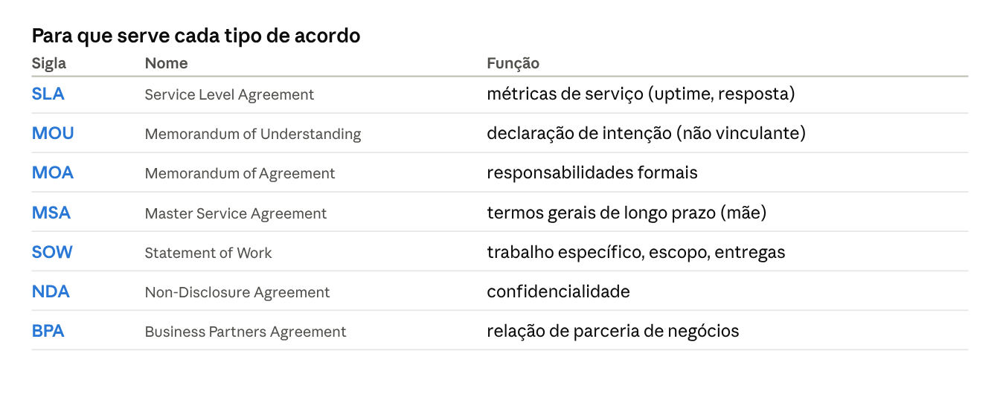 Para que serve cada tipo de acordo
Sigla Nome Função
SLA Service Level Agreement métricas de serviço (uptime, resposta)
MOU Memorandum of Understanding declaração de intenção (não vinculante)
MOA Memorandum of Agreement responsabilidades formais
MSA Master Service Agreement termos gerais de longo prazo (mãe)
SOW Statement of Work trabalho específico, escopo, entregas
NDA Non-Disclosure Agreement confidencialidade
BPA Business Partners Agreement relação de parceria de negócios